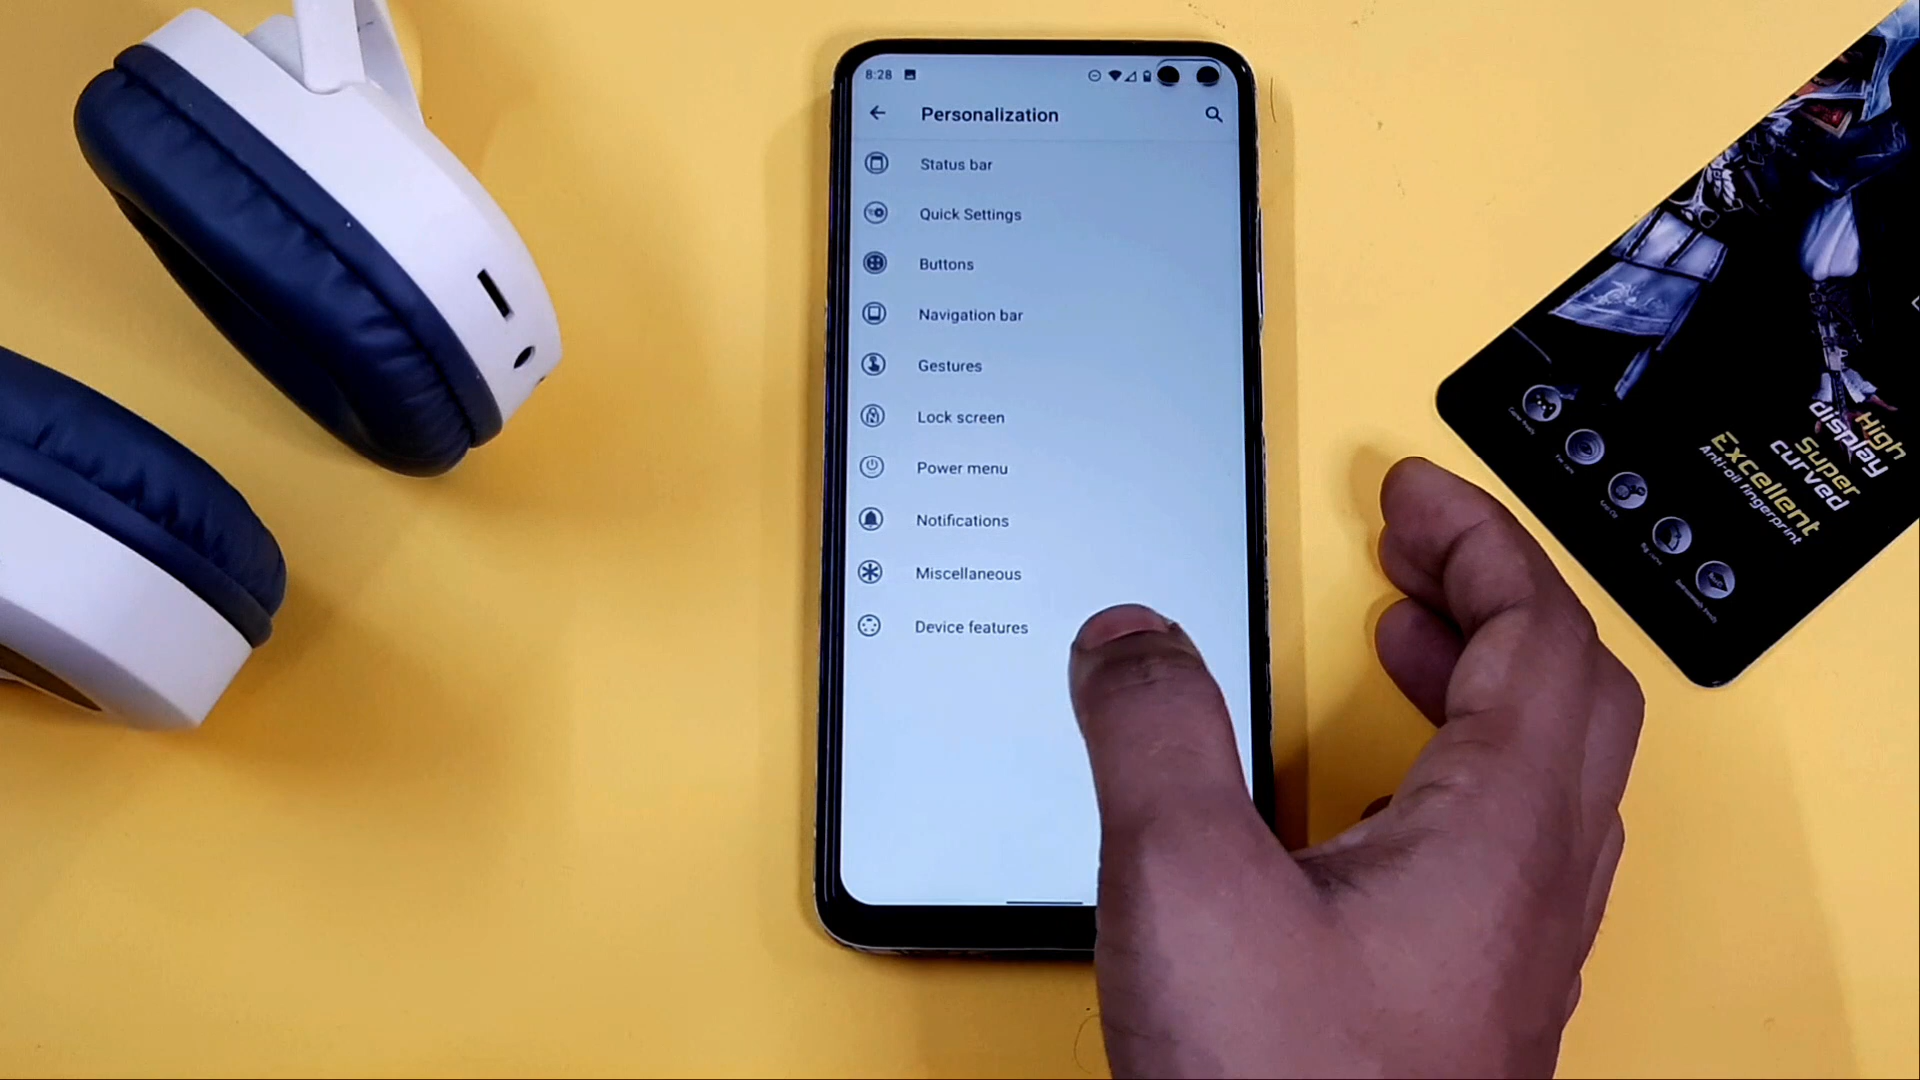 8:28
Personalization
Status bar
Quick Settings
Buttons
Navigation bar
Gestures
Lock screen
Power menu
Notifications
Miscellaneous
Device features
High
display
Super
curved
Excellent
Anti-oil fingerprint